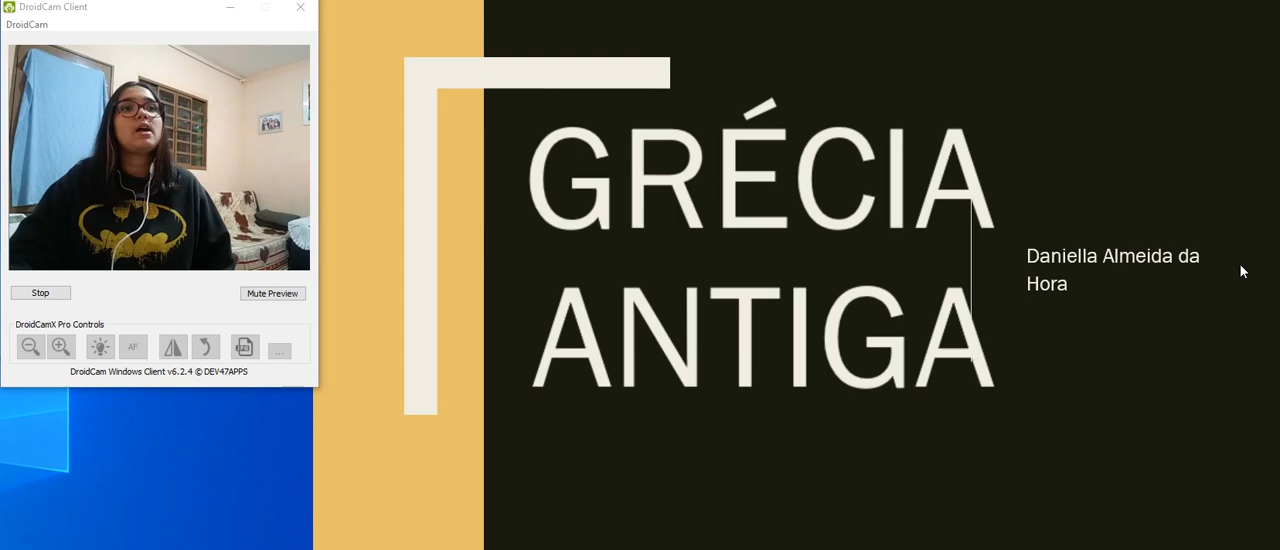 DroidCam Client
DroidCam
Stop
Mute Preview
DroidCamX Pro Controls
AF
JPG
...
DroidCam Windows Client v6.2.4 © DEV47APPS
GRÉCIA
ANTIGA
Daniella Almeida da
Hora